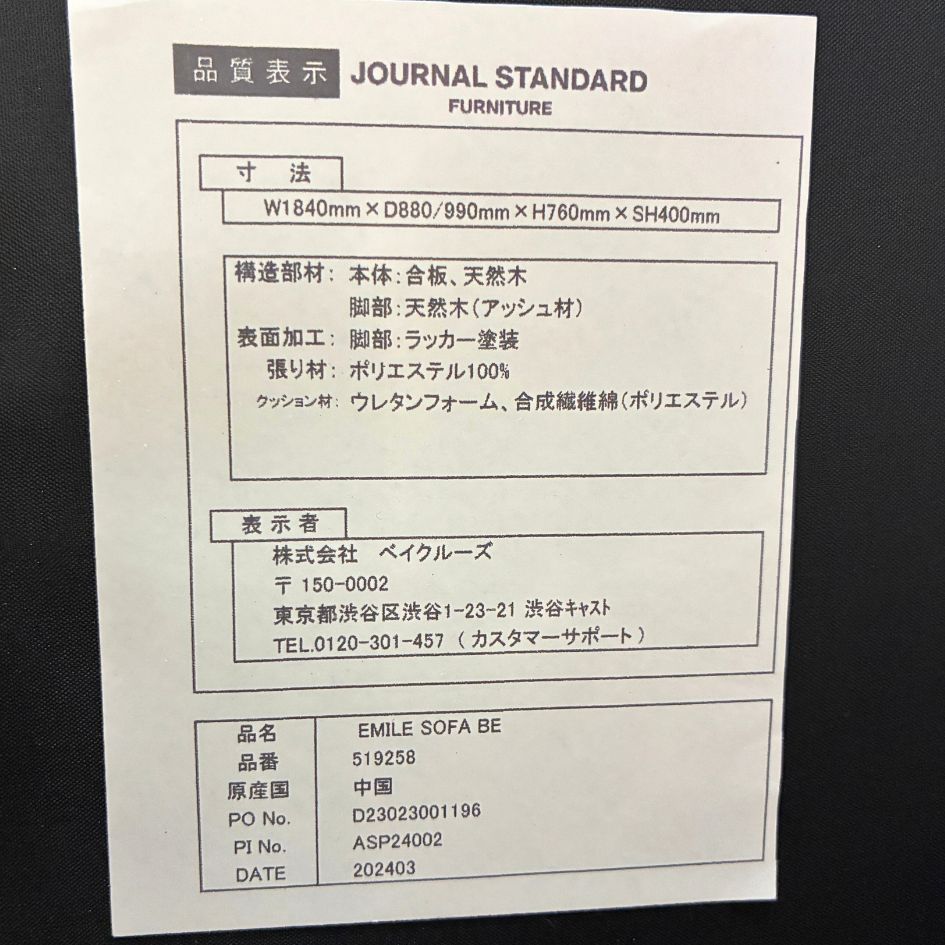 品質表示 JOURNAL STANDARD
FURNITURE
寸 法
W1840mm×D880/990mm×H760mm×SH400mm
構造部材：本体：合板、天然木
脚部：天然木（アッシュ材）
表面加工：脚部：ラッカー塗装
張り材：ポリエステル100%
クッション材：ウレタンフォーム、合成繊維綿（ポリエステル）
表示者
株式会社 ベイクルーズ
〒 150-0002
東京都渋谷区渋谷1-23-21 渋谷キャスト
TEL.0120-301-457 （ カスタマーサポート ）
品名 EMILE SOFA BE
品番 519258
原産国 中国
PO No. D23023001196
PI No. ASP24002
DATE 202403